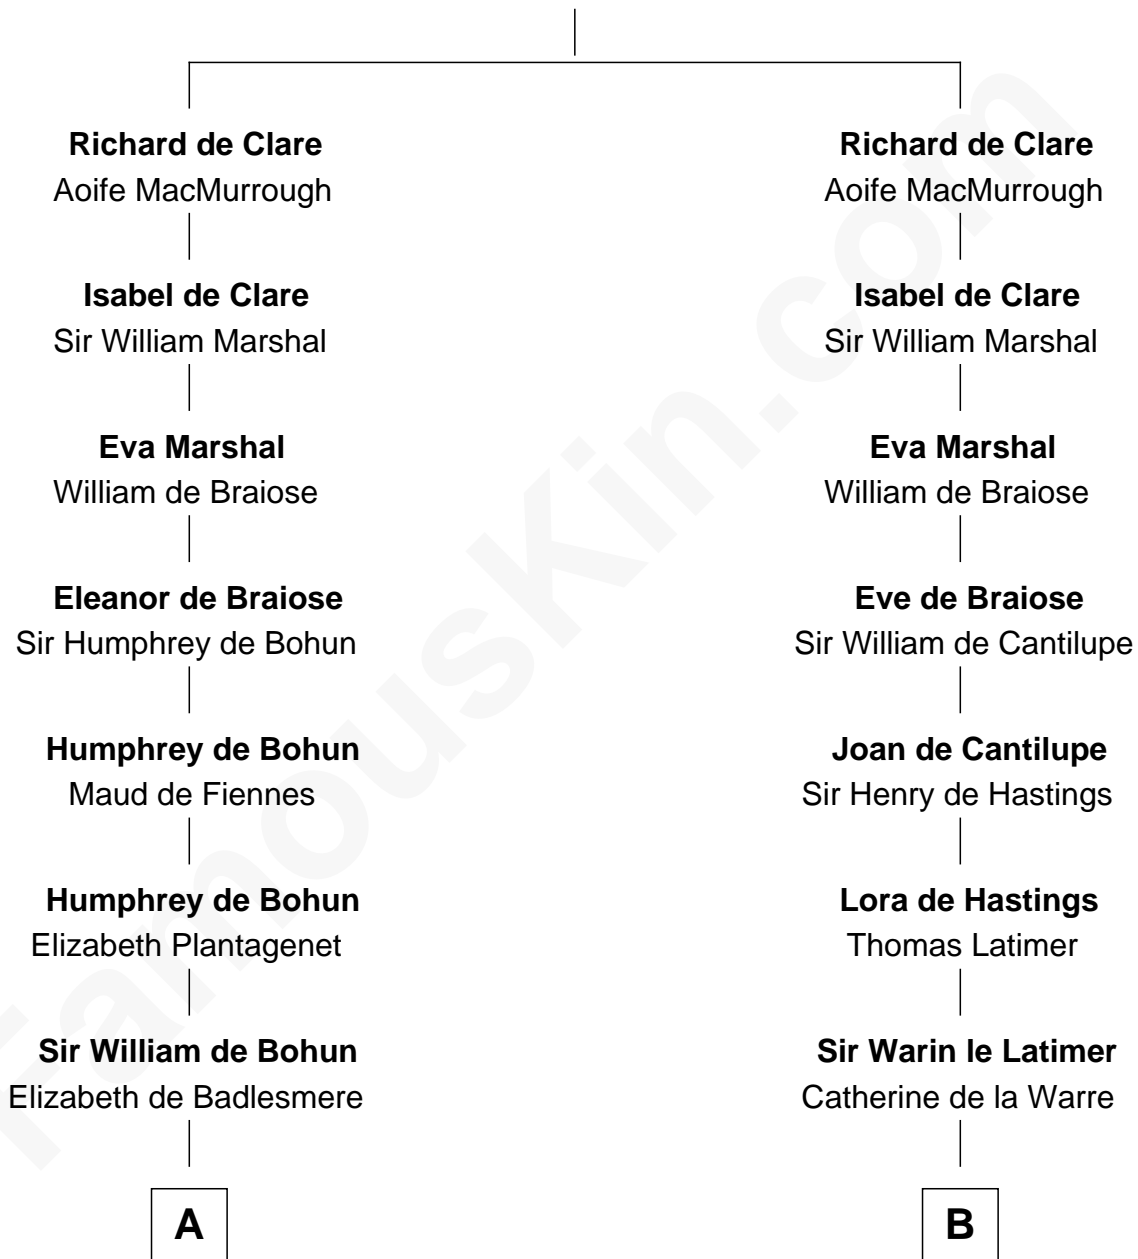 Richard de Clare
Aoife MacMurrough
Isabel de Clare
Sir William Marshal
Eva Marshal
William de Braiose
Eleanor de Braiose
Sir Humphrey de Bohun
Humphrey de Bohun
Maud de Fiennes
Humphrey de Bohun
Elizabeth Plantagenet
Sir William de Bohun
Elizabeth de Badlesmere
A
Richard de Clare
Aoife MacMurrough
Isabel de Clare
Sir William Marshal
Eva Marshal
William de Braiose
Eve de Braiose
Sir William de Cantilupe
Joan de Cantilupe
Sir Henry de Hastings
Lora de Hastings
Thomas Latimer
Sir Warin le Latimer
Catherine de la Warre
B
FamousKin.com